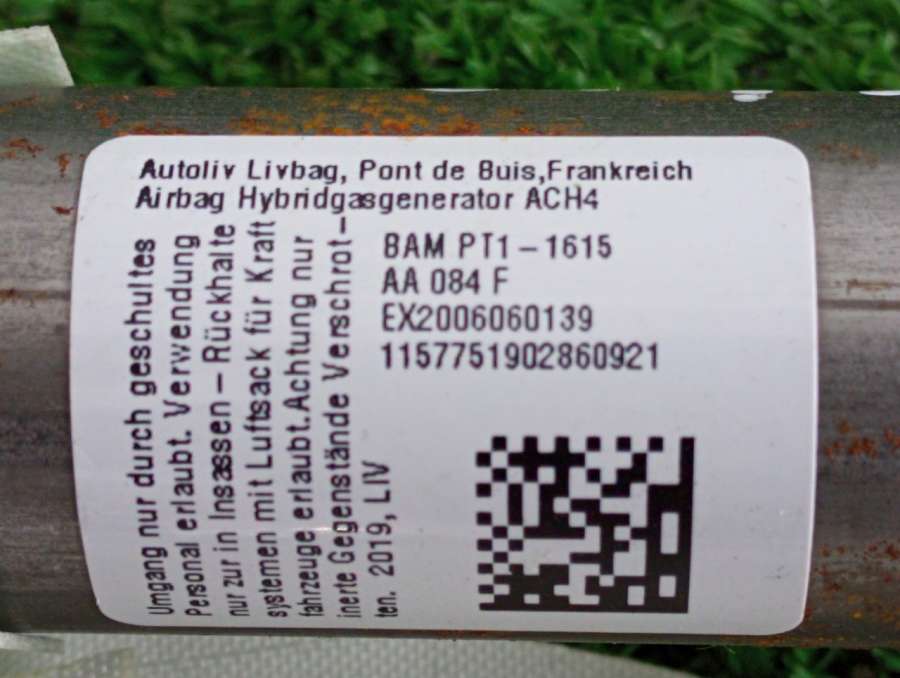 Autoliv Livbag, Pont de Buis,Frankreich
Airbag Hybridgasgenerator ACH4
BAM PT1-1615
AA 084 F
EX2006060139
1157751902860921
Umgang nur durch geschultes
Personal erlaubt. Verwendung
nur zur in Insassen-Rückhalte
systemen mit Luftsack für Kraft
fahrzeuge erlaubt.Achtung nur
inerte Gegenstände Verschrot-
ten. 2019, LIV